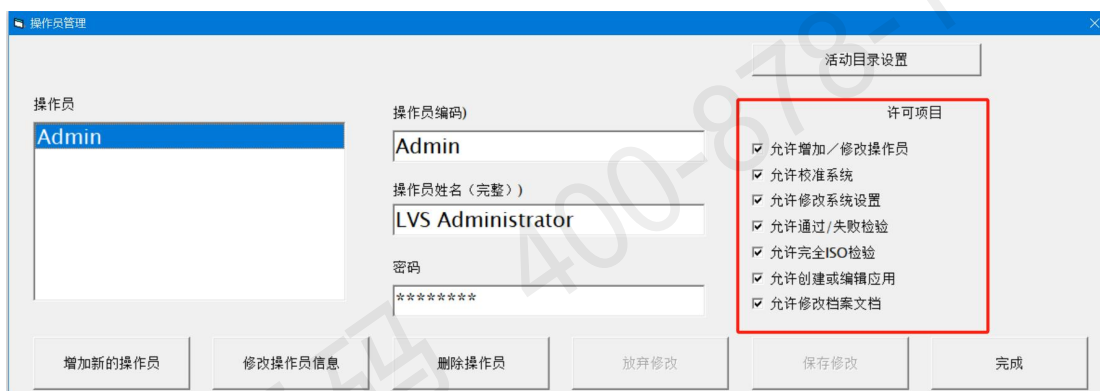 操作员管理
活动目录设置
操作员
Admin
操作员编码)
Admin
操作员姓名（完整）)
LVS Administrator
密码
********
许可项目
允许增加／修改操作员
允许校准系统
允许修改系统设置
允许通过/失败检验
允许完全ISO检验
允许创建或编辑应用
允许修改档案文档
增加新的操作员
修改操作员信息
删除操作员
放弃修改
保存修改
完成
码 400-878-